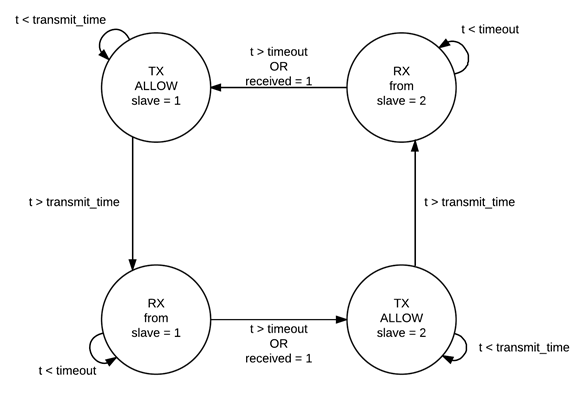 t < transmit_time
TX
ALLOW
slave = 1
t > timeout
OR
received = 1
RX
from
slave = 2
t < timeout
t > transmit_time
t > transmit_time
RX
from
slave = 1
t < timeout
t > timeout
OR
received = 1
TX
ALLOW
slave = 2
t < transmit_time